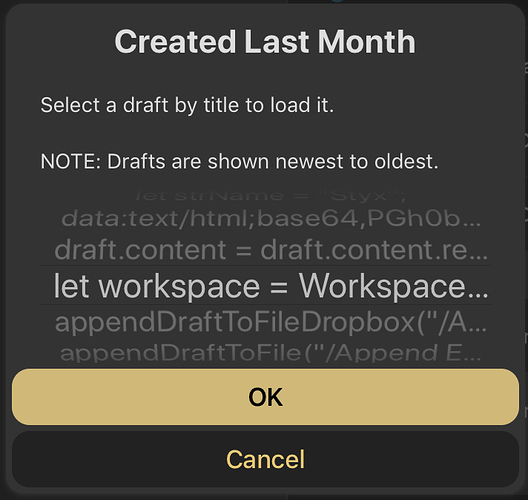 Created Last Month
Select a draft by title to load it.
NOTE: Drafts are shown newest to oldest.
let strName = "Styx";
data:text/html;base64,PGh0b...
draft.content = draft.content.re...
let workspace = Workspace...
appendDraftToFileDropbox("/A...
appendDraftToFile("/Append E...
OK
Cancel